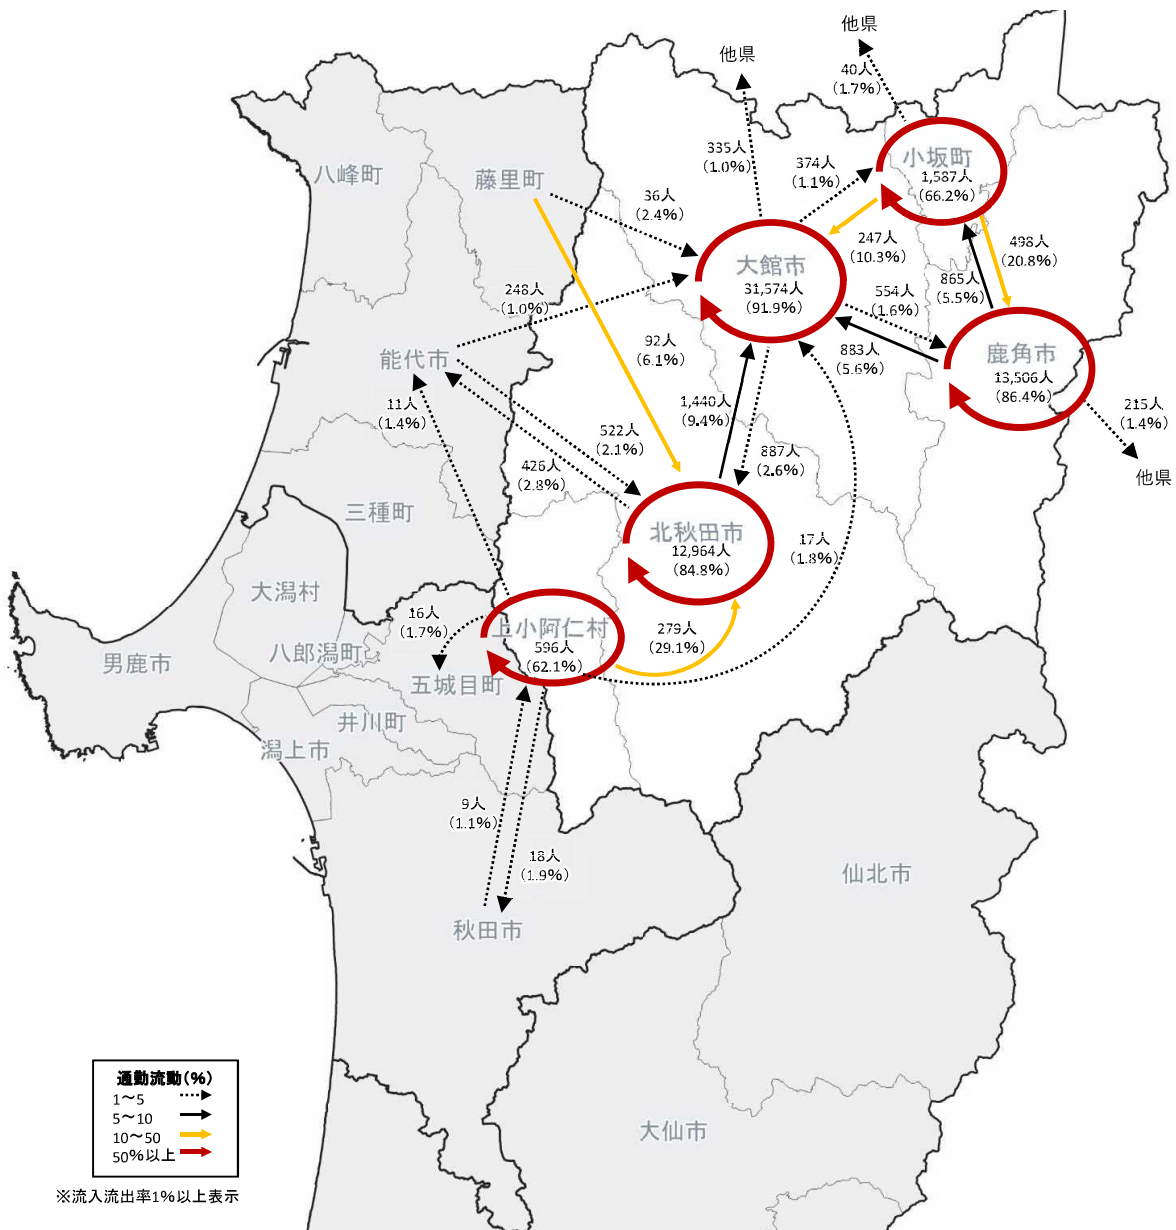 他県
他県
40人
(1.7%)
335人
(1.0%)
374人
(1.1%)
小坂町
1,587人
(66.2%)
八峰町
藤里町
36人
(2.4%)
247人
(10.3%)
498人
(20.8%)
大館市
31,574人
(91.9%)
865人
(5.5%)
554人
(1.6%)
248人
(1.0%)
92人
(6.1%)
883人
(5.6%)
鹿角市
13,506人
(86.4%)
能代市
11人
(1.4%)
1,440人
(9.4%)
215人
(1.4%)
他県
522人
(2.1%)
426人
(2.8%)
887人
(2.6%)
三種町
北秋田市
12,964人
(84.8%)
17人
(1.8%)
大潟村
16人
(1.7%)
上小阿仁村
596人
(62.1%)
279人
(29.1%)
八郎潟町
男鹿市
五城目町
井川町
潟上市
9人
(1.1%)
18人
(1.9%)
仙北市
秋田市
通勤流動(%)
1～5
5～10
10～50
50%以上
大仙市
※流入流出率1%以上表示